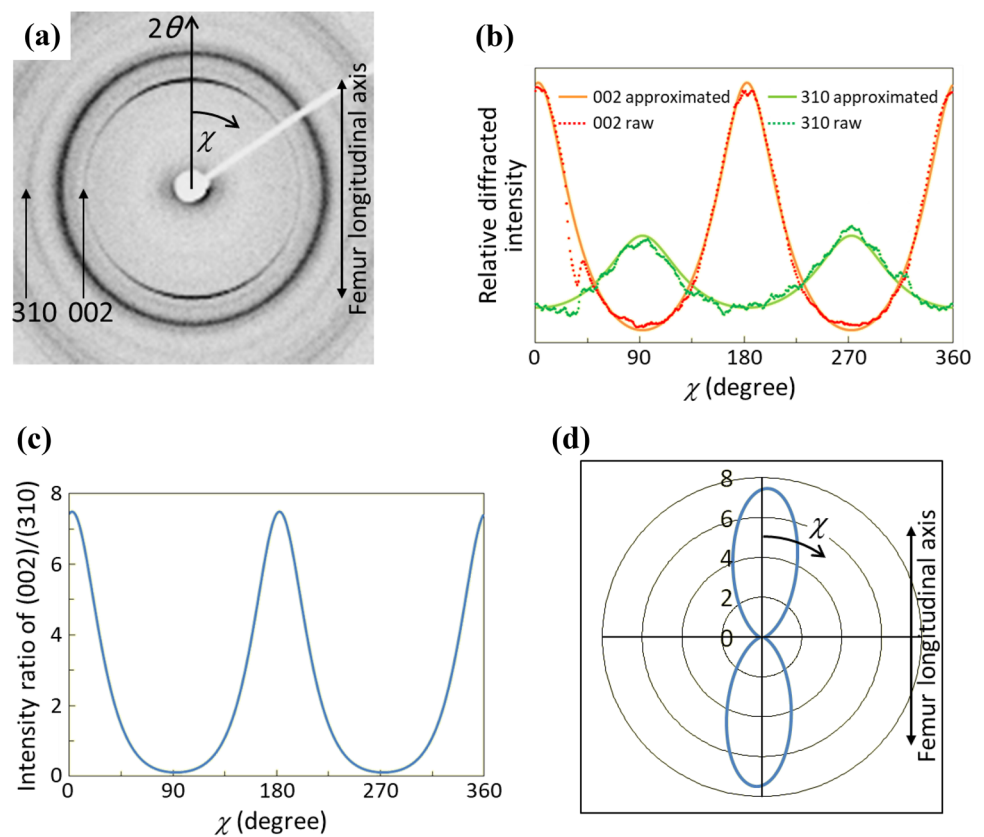 (a)
2θ
χ
Femur longitudinal axis
310 002
(b)
002 approximated 310 approximated
002 raw 310 raw
Relative diffracted
intensity
0 90 180 270 360
χ (degree)
(c)
Intensity ratio of (002)/(310)
8
6
4
2
0
0 90 180 270 360
χ (degree)
(d)
8
6
4
2
0
χ
Femur longitudinal axis